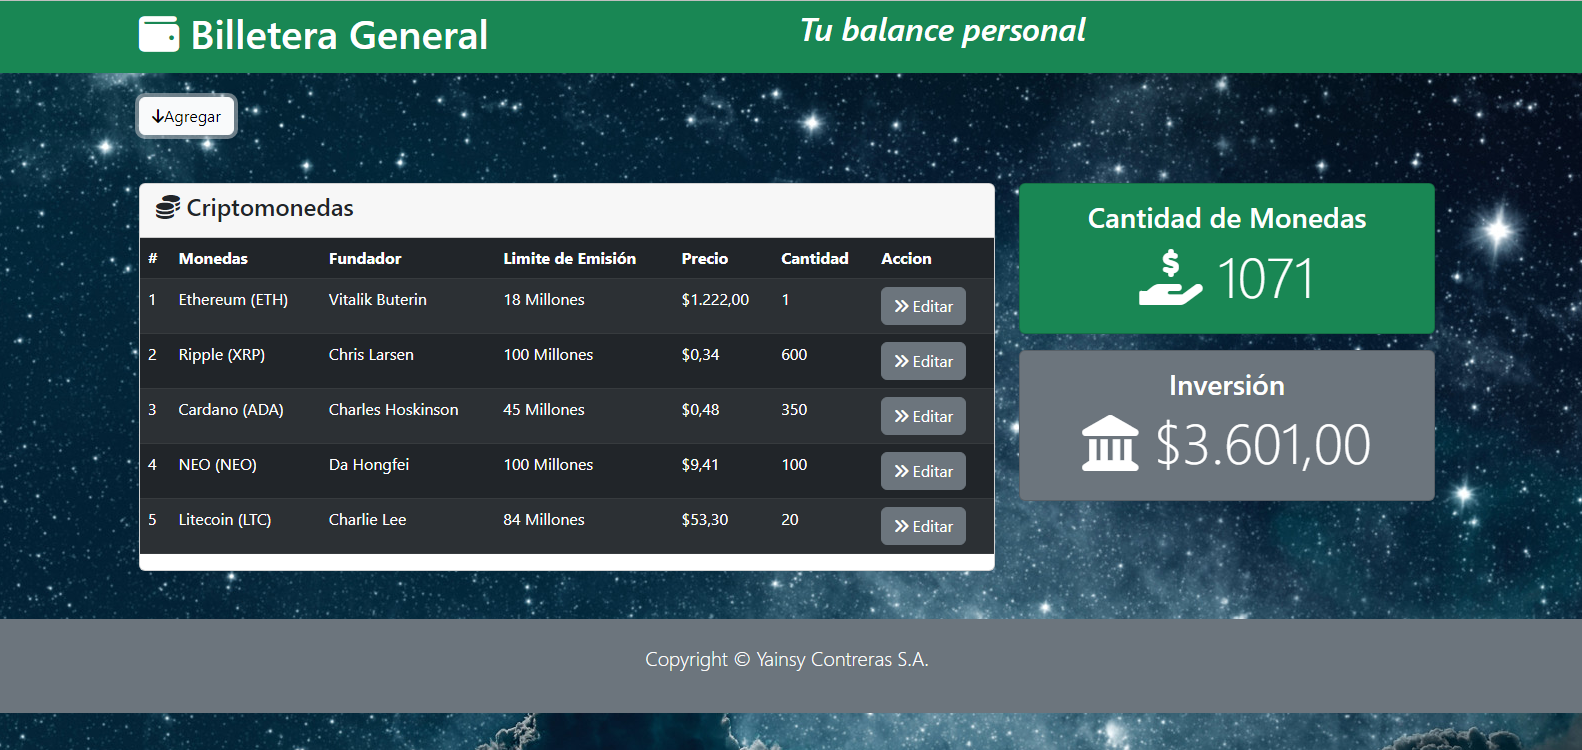 Billetera General
Tu balance personal
Agregar
Criptomonedas
# Monedas Fundador Limite de Emisión Precio Cantidad Accion
1 Ethereum (ETH) Vitalik Buterin 18 Millones $1.222,00 1 Editar
2 Ripple (XRP) Chris Larsen 100 Millones $0,34 600 Editar
3 Cardano (ADA) Charles Hoskinson 45 Millones $0,48 350 Editar
4 NEO (NEO) Da Hongfei 100 Millones $9,41 100 Editar
5 Litecoin (LTC) Charlie Lee 84 Millones $53,30 20 Editar
Cantidad de Monedas
1071
Inversión
$3.601,00
Copyright © Yainsy Contreras S.A.